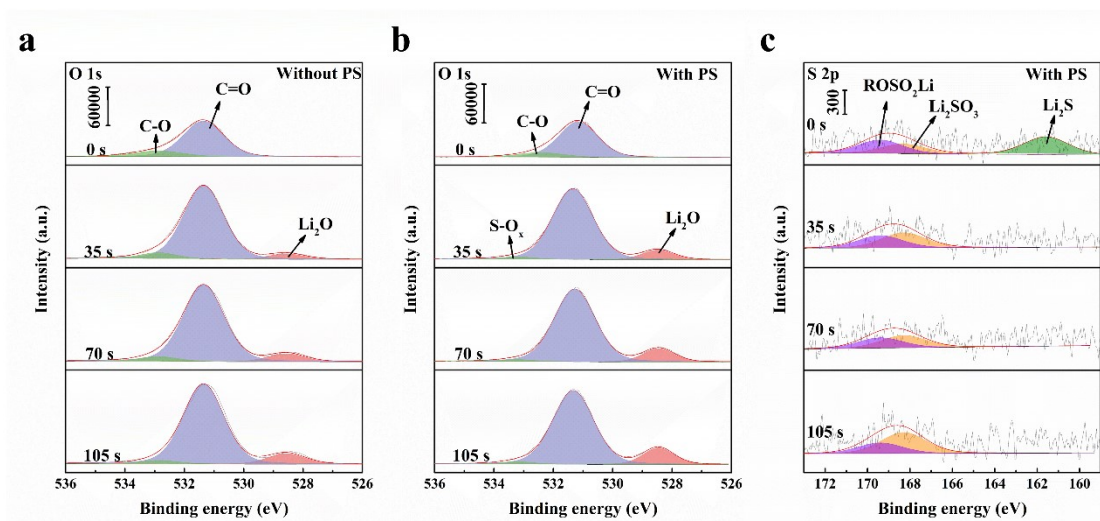 a
O 1s
Without PS
60000
C=O
C-O
0 s
35 s
Li₂O
70 s
105 s
536 534 532 530 528 526
Binding energy (eV)
Intensity (a.u.)
b
O 1s
With PS
60000
C=O
C-O
0 s
S-Oₓ
Li₂O
35 s
70 s
105 s
536 534 532 530 528 526
Binding energy (eV)
Intensity (a.u.)
c
S 2p
With PS
300
ROSO₂Li
Li₂SO₃
Li₂S
0 s
35 s
70 s
105 s
172 170 168 166 164 162 160
Binding energy (eV)
Intensity (a.u.)